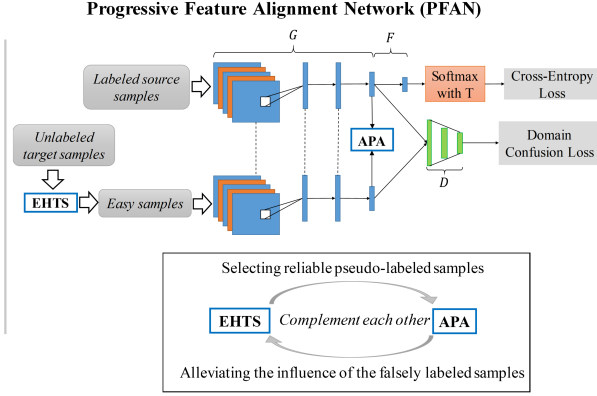 Progressive Feature Alignment Network (PFAN)
G
F
Labeled source
samples
Softmax
with T
Cross-Entropy
Loss
Unlabeled
target samples
APA
Domain
Confusion Loss
D
EHTS
Easy samples
Selecting reliable pseudo-labeled samples
EHTS
Complement each other
APA
Alleviating the influence of the falsely labeled samples